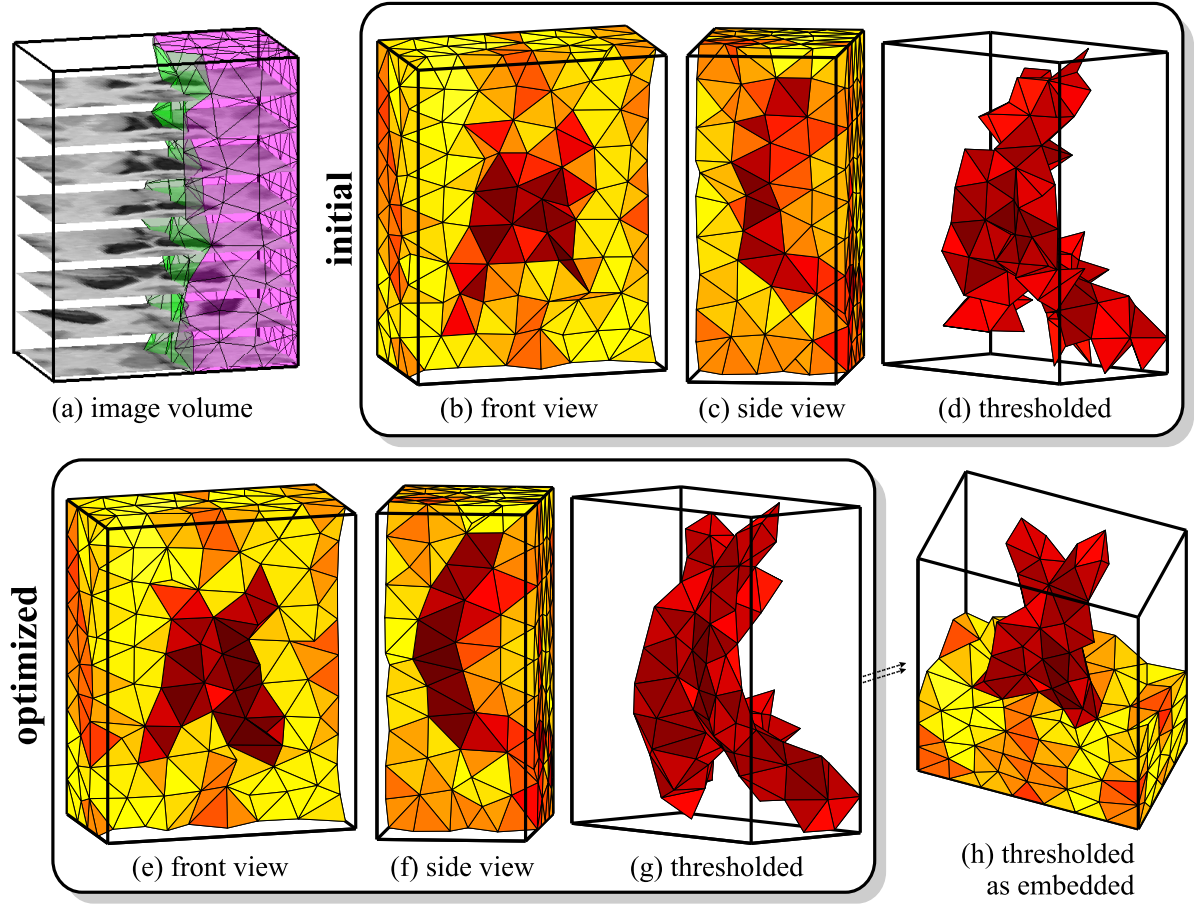 initial
(a) image volume
(b) front view
(c) side view
(d) thresholded
optimized
(e) front view
(f) side view
(g) thresholded
(h) thresholded
as embedded